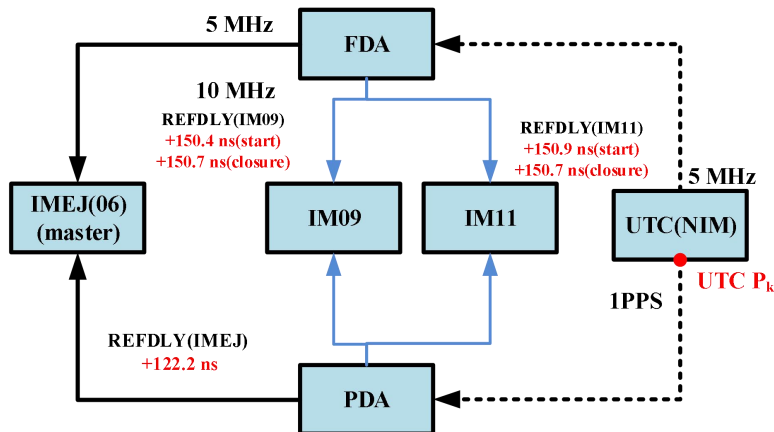 5 MHz
FDA
10 MHz
REFDLY(IM09)
+150.4 ns(start)
+150.7 ns(closure)
REFDLY(IM11)
+150.9 ns(start)
+150.7 ns(closure)
5 MHz
IMEJ(06)
(master)
IM09
IM11
UTC(NIM)
UTC Pk
1PPS
REFDLY(IMEJ)
+122.2 ns
PDA